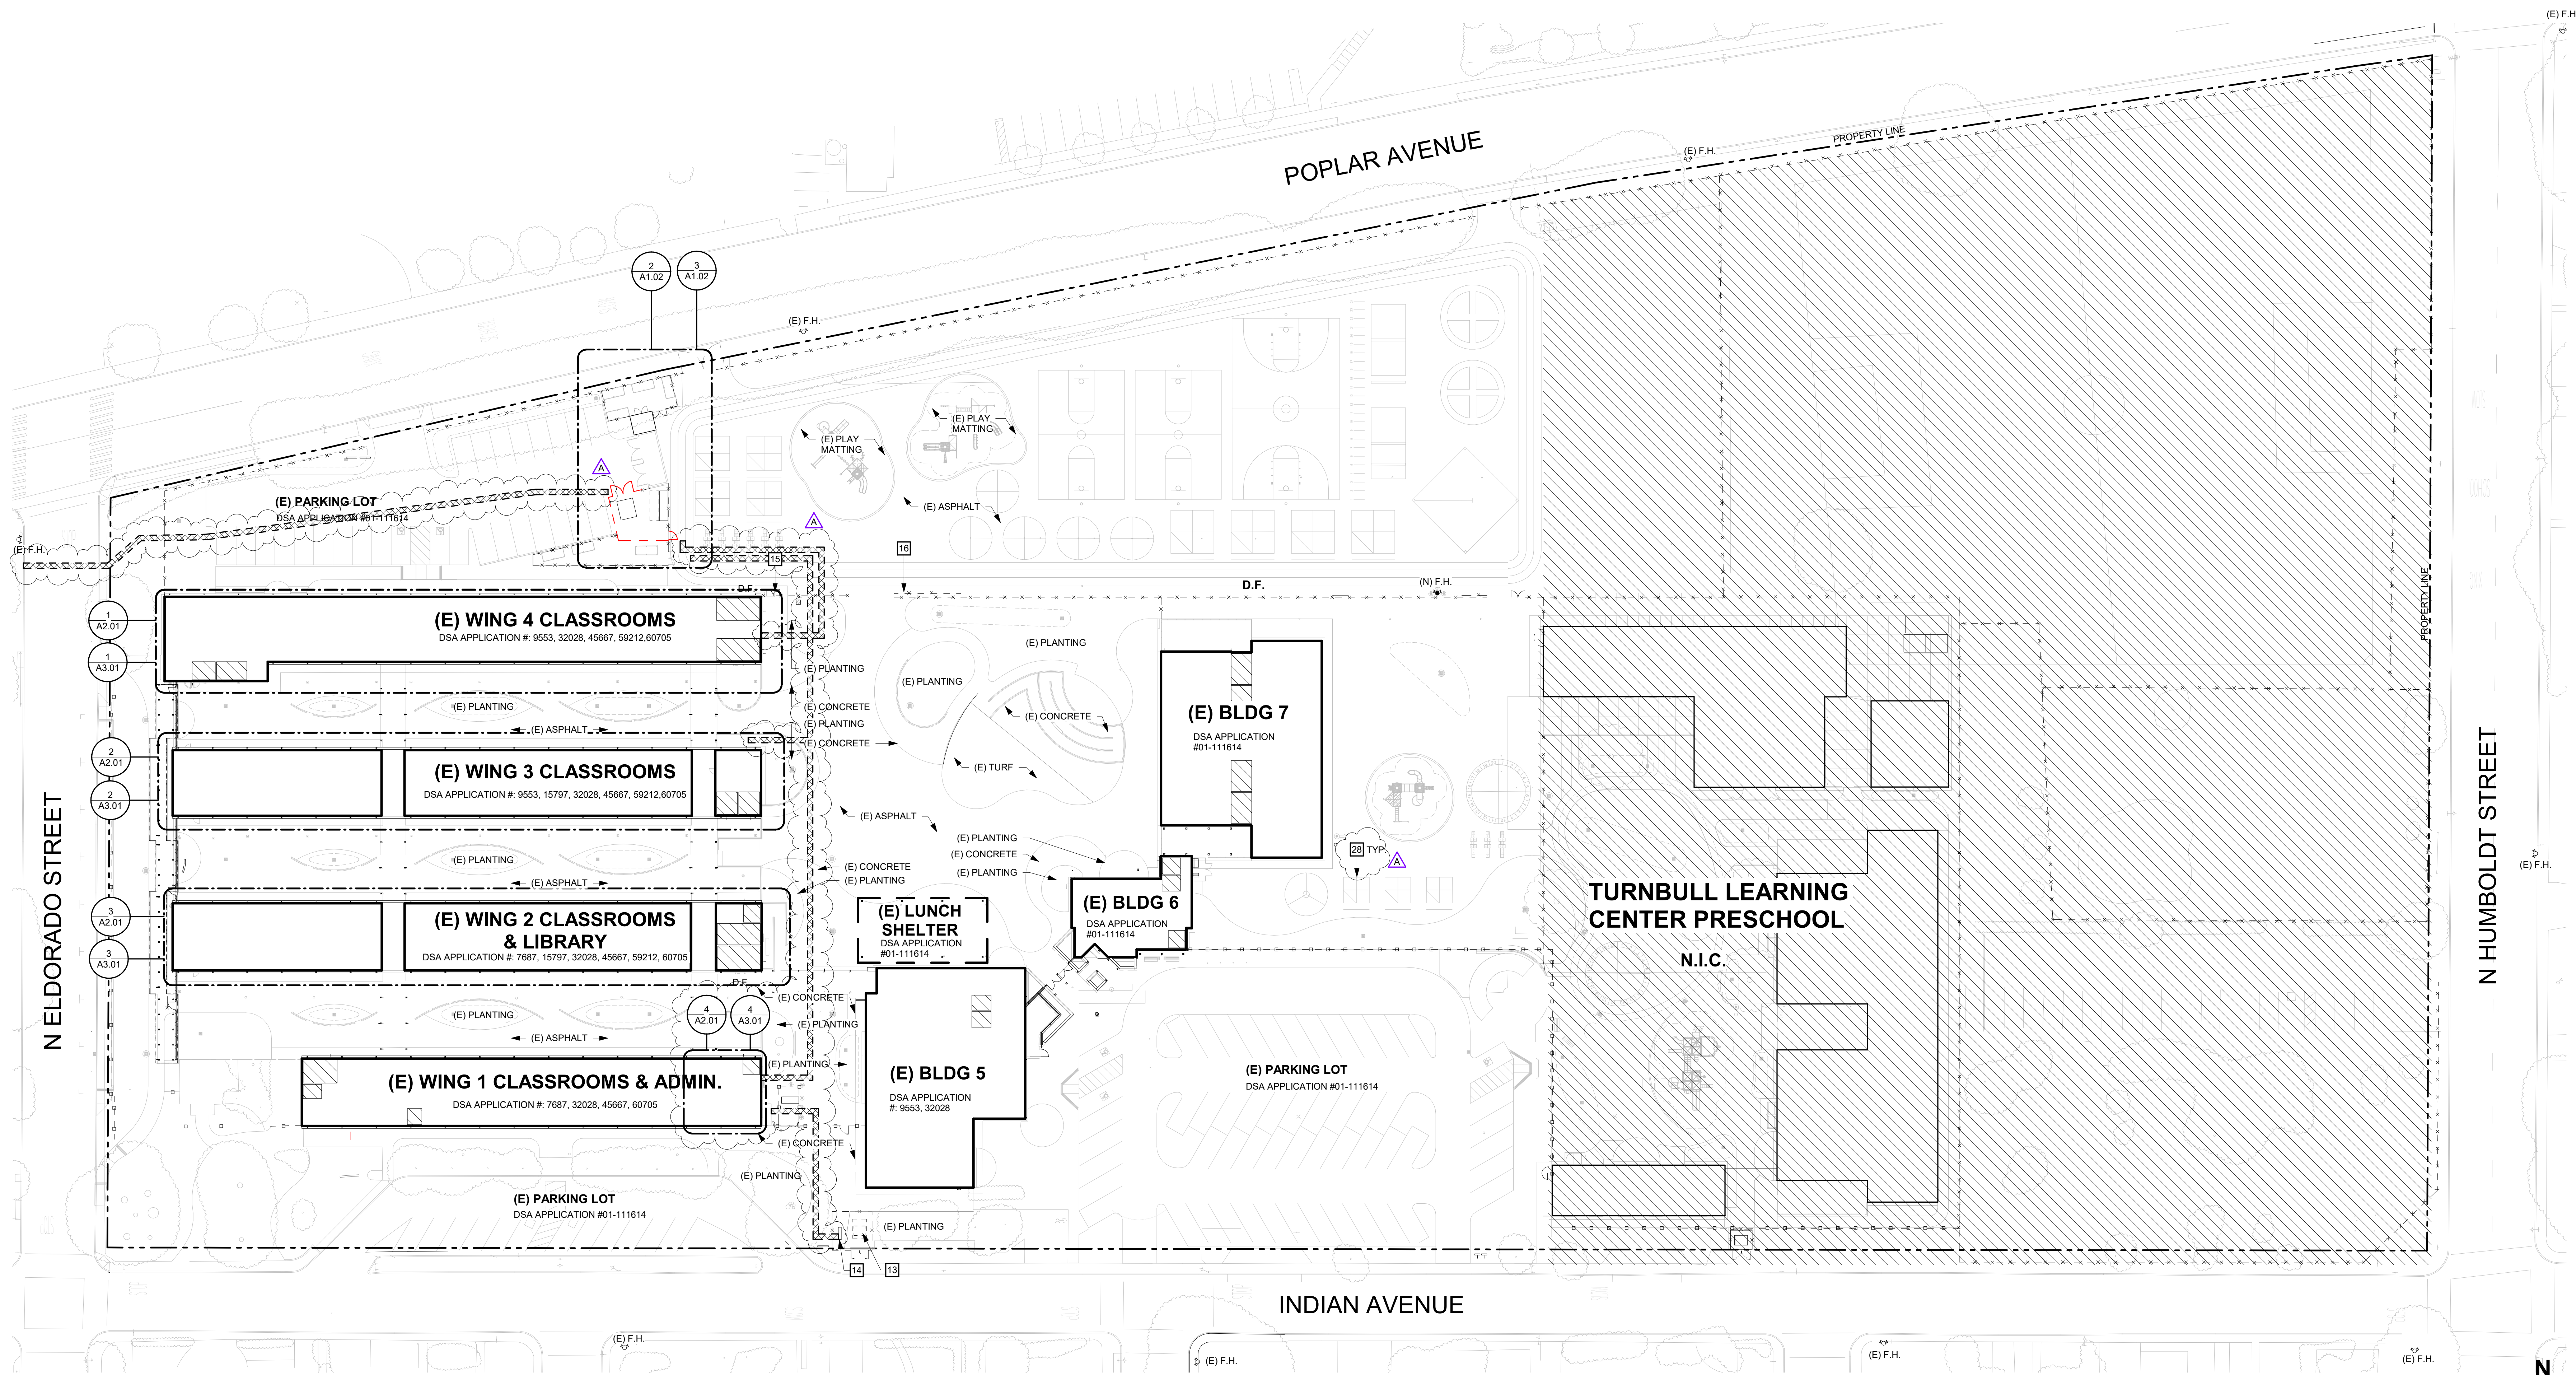 (E) F.H
POPLAR AVENUE
PROPERTY LINE
(E) F.H.
2
A1.02
3
A1.02
(E) F.H.
(E) PLAY
MATTING
(E) PLAY
MATTING
A
(E) PARKING LOT
DSA APPLICATION #01-111614
(E) ASPHALT
A
(E) F.H.
15
16
D.F.
D.F.
(N) F.H.
PROPERTY LINE
1
A2.01
(E) WING 4 CLASSROOMS
DSA APPLICATION #: 9553, 32028, 45667, 59212,60705
1
A3.01
(E) PLANTING
(E) PLANTING
(E) PLANTING
(E) PLANTING
(E) CONCRETE
(E) CONCRETE
(E) BLDG 7
DSA APPLICATION
#01-111614
(E) ASPHALT
(E) PLANTING
(E) CONCRETE
(E) TURF
2
A2.01
(E) WING 3 CLASSROOMS
DSA APPLICATION #: 9553, 15797, 32028, 45667, 59212,60705
2
A3.01
(E) ASPHALT
(E) PLANTING
(E) CONCRETE
(E) PLANTING
(E) PLANTING
(E) CONCRETE
(E) PLANTING
28 TYP.
A
(E) ASPHALT
N ELDORADO STREET
N HUMBOLDT STREET
(E) F.H.
3
A2.01
(E) WING 2 CLASSROOMS
& LIBRARY
DSA APPLICATION #: 7687, 15797, 32028, 45667, 59212, 60705
3
A3.01
(E) LUNCH
SHELTER
DSA APPLICATION
#01-111614
(E) BLDG 6
DSA APPLICATION
#01-111614
TURNBULL LEARNING
CENTER PRESCHOOL
N.I.C.
D.F.
(E) CONCRETE
(E) PLANTING
4
A2.01
4
A3.01
(E) PLANTING
(E) ASPHALT
(E) PLANTING
(E) WING 1 CLASSROOMS & ADMIN.
DSA APPLICATION #: 7687, 32028, 45667, 60705
(E) BLDG 5
DSA APPLICATION
#: 9553, 32028
(E) PARKING LOT
DSA APPLICATION #01-111614
(E) CONCRETE
(E) PLANTING
(E) PARKING LOT
DSA APPLICATION #01-111614
(E) PLANTING
14
13
INDIAN AVENUE
(E) F.H.
(E) F.H.
(E) F.H.
(E) F.H.
N